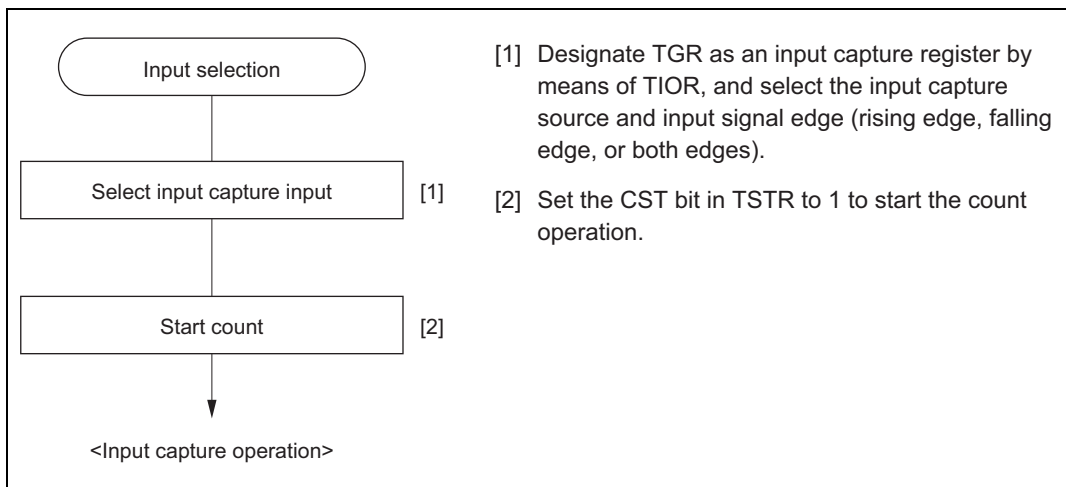 Input selection
Select input capture input
[1]
Start count
[2]
<Input capture operation>
[1] Designate TGR as an input capture register by
means of TIOR, and select the input capture
source and input signal edge (rising edge, falling
edge, or both edges).
[2] Set the CST bit in TSTR to 1 to start the count
operation.